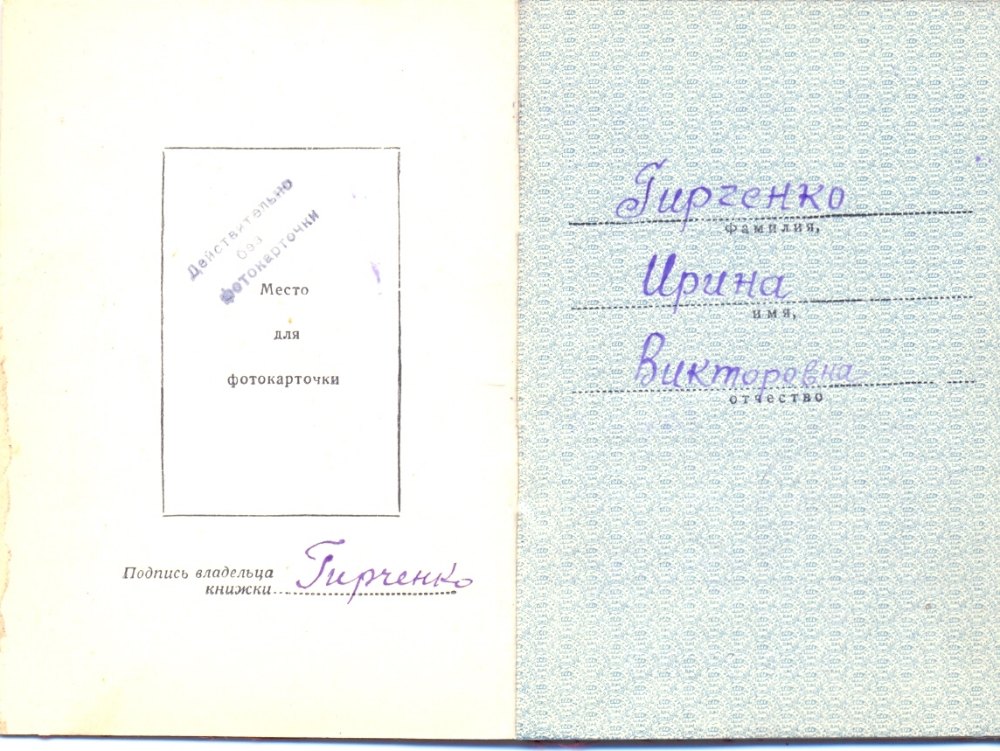 Действительно
без
фотокарточки
Место
для
фотокарточки
Подпись владельца
книжки Гирченко
Гирченко
фамилия,
Ирина
имя,
Викторовна
отчество